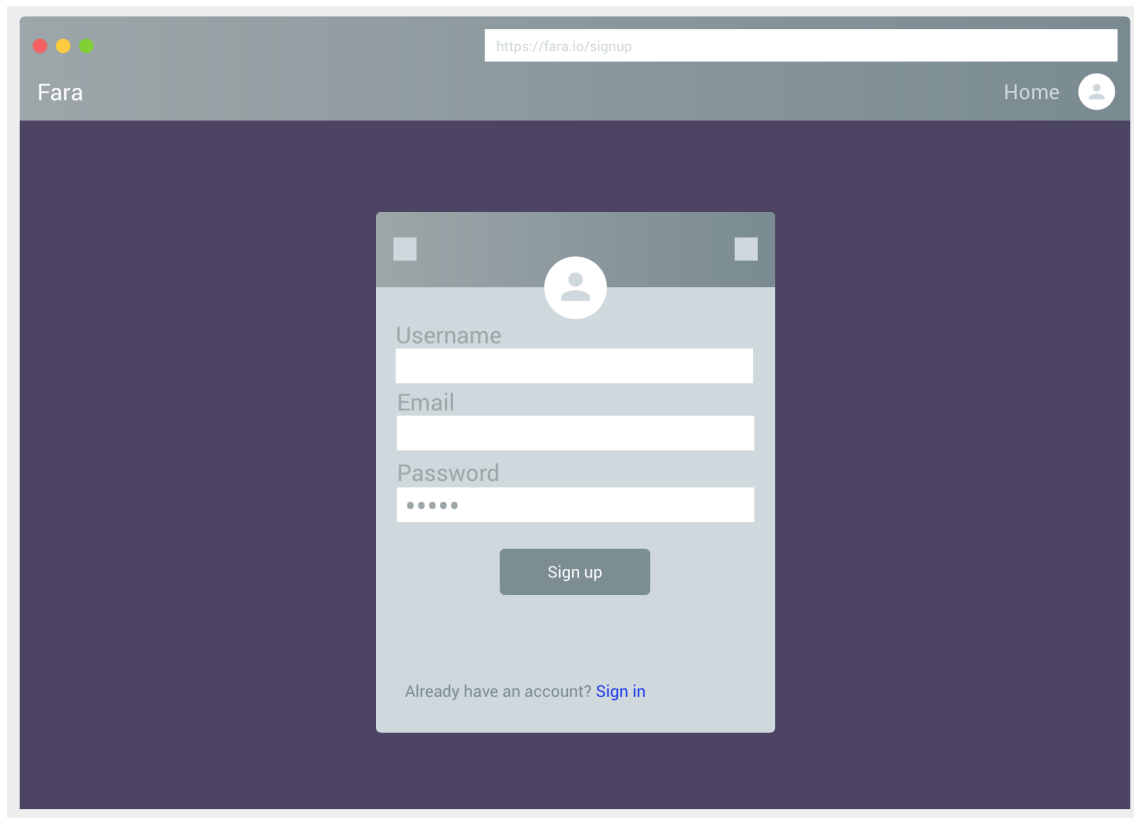 https://fara.io/signup
Fara
Home
Username
Email
Password
Sign up
Already have an account? Sign in